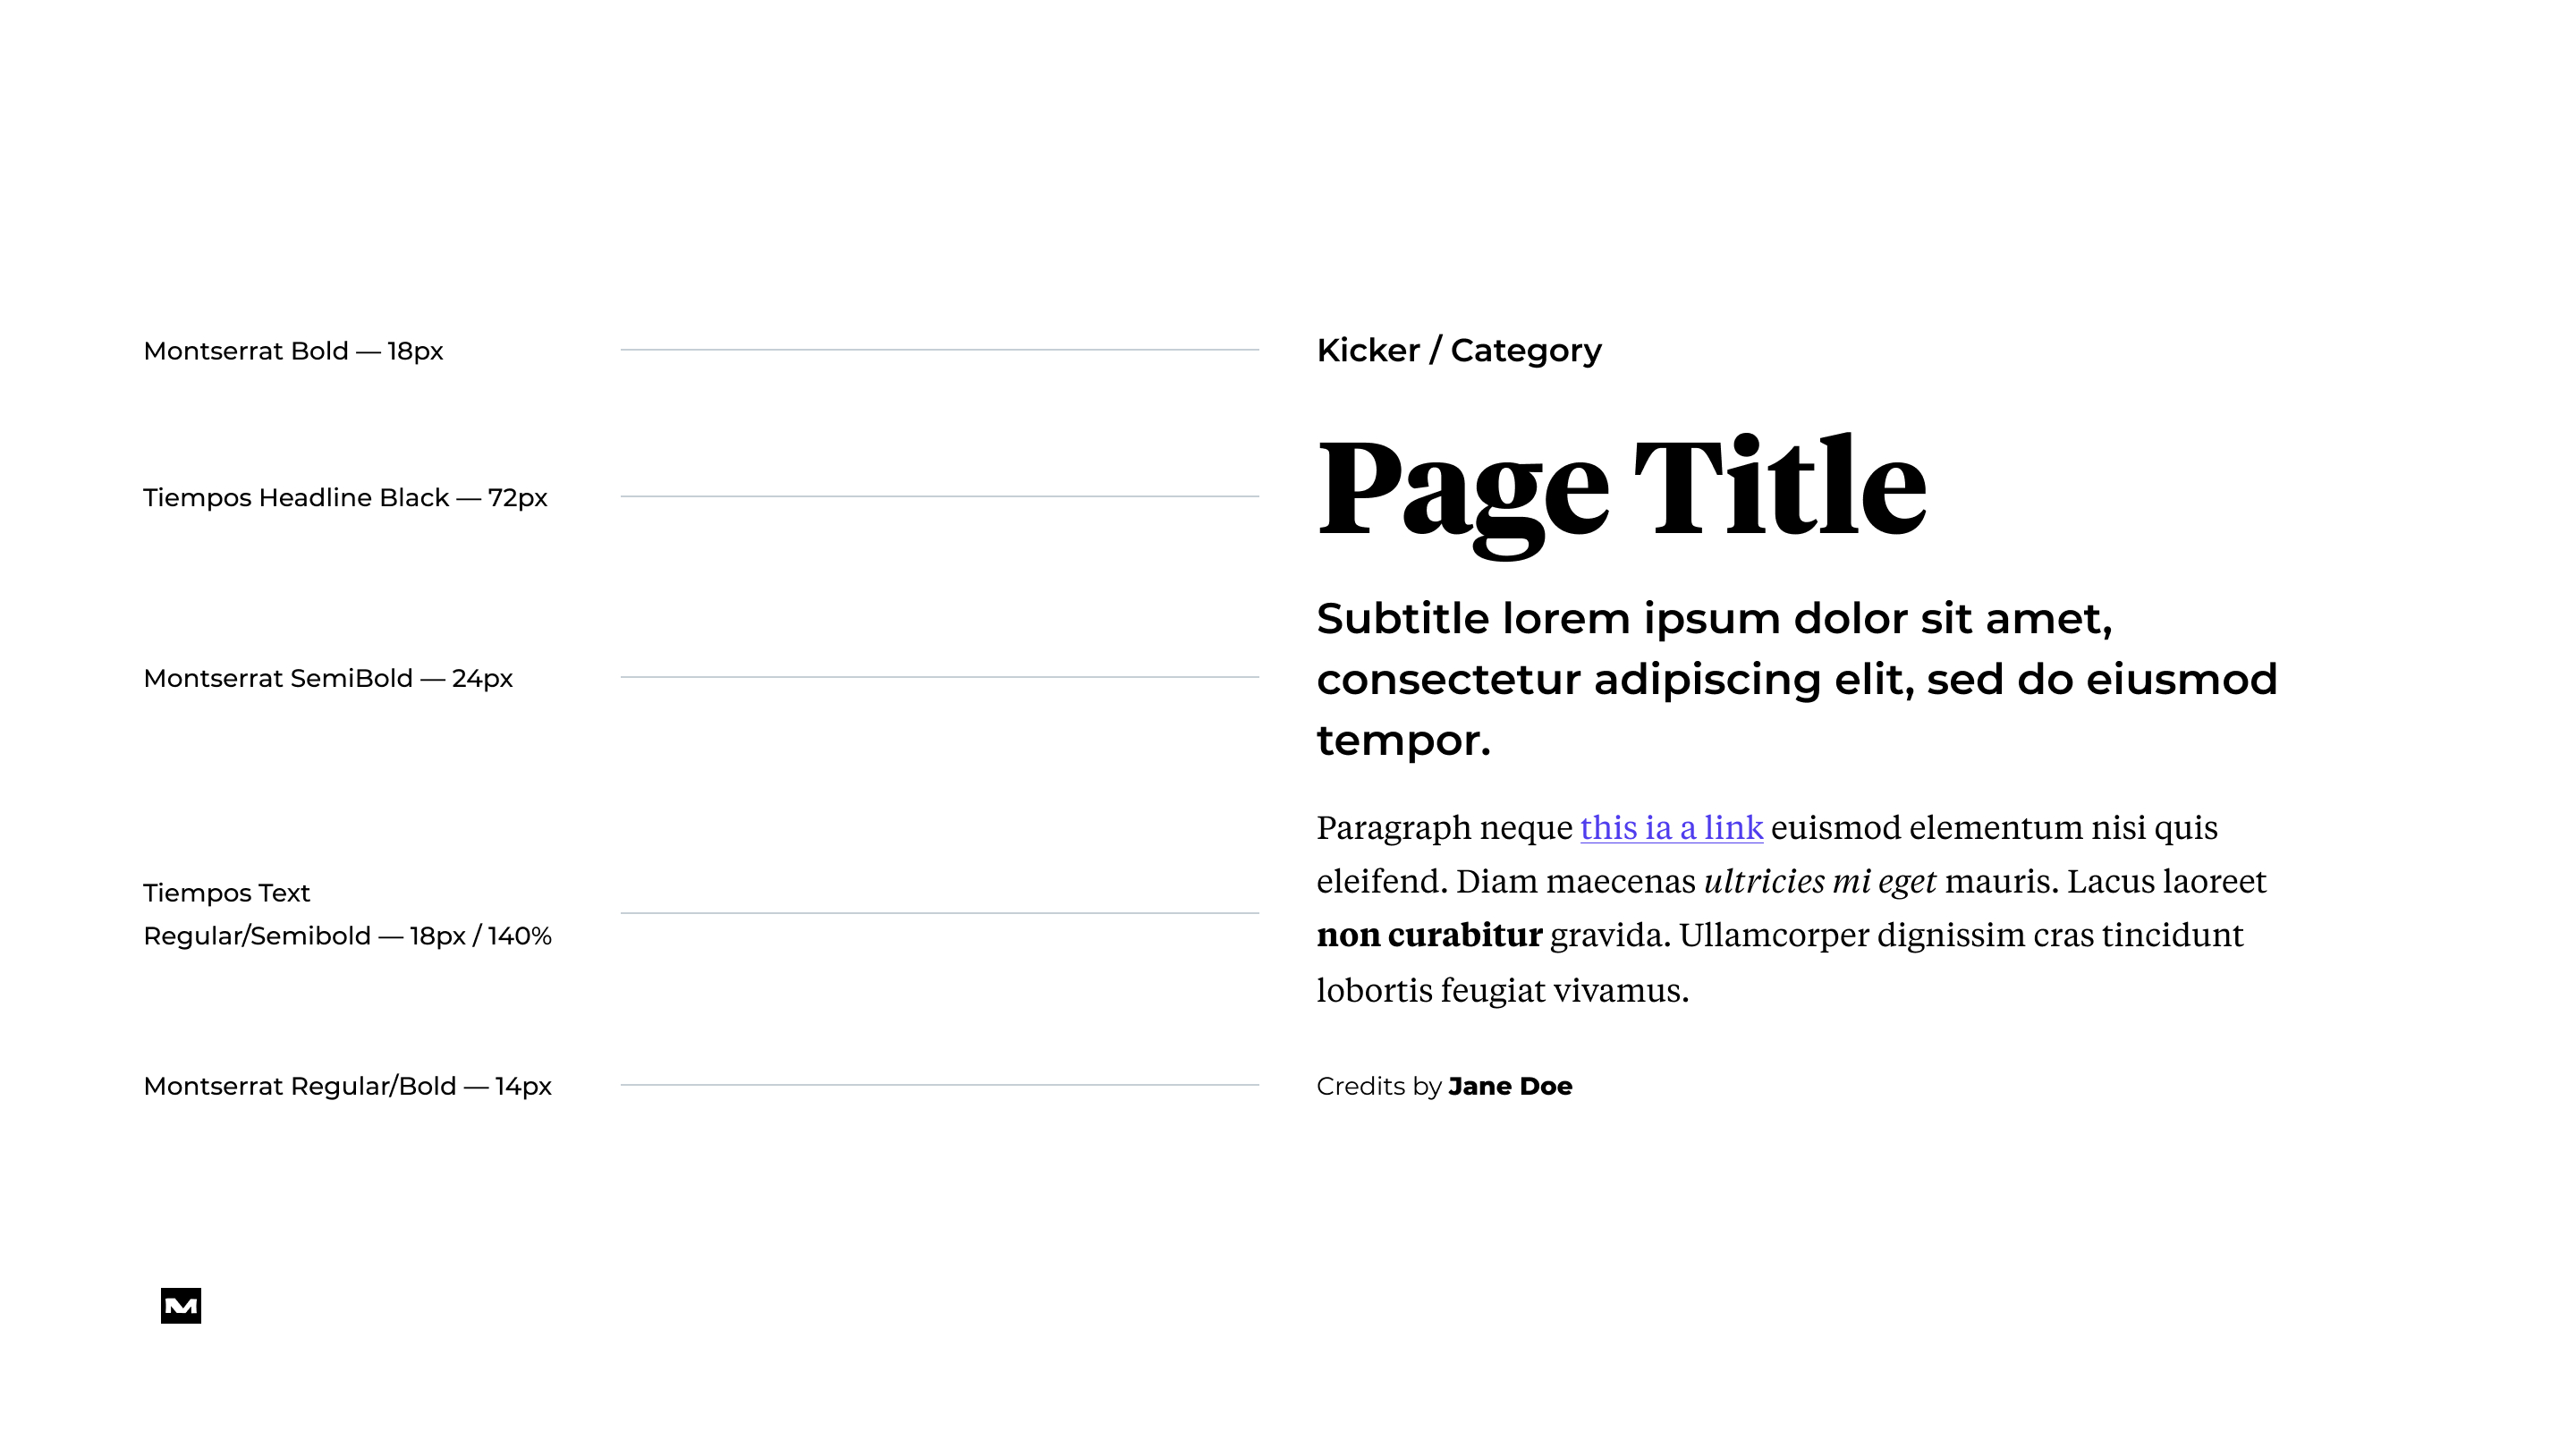 Montserrat Bold — 18px
Kicker / Category
Tiempos Headline Black — 72px
Page Title
Montserrat SemiBold — 24px
Subtitle lorem ipsum dolor sit amet,
consectetur adipiscing elit, sed do eiusmod
tempor.
Tiempos Text
Regular/Semibold — 18px / 140%
Paragraph neque this ia a link euismod elementum nisi quis
eleifend. Diam maecenas ultricies mi eget mauris. Lacus laoreet
non curabitur gravida. Ullamcorper dignissim cras tincidunt
lobortis feugiat vivamus.
Montserrat Regular/Bold — 14px
Credits by Jane Doe
M